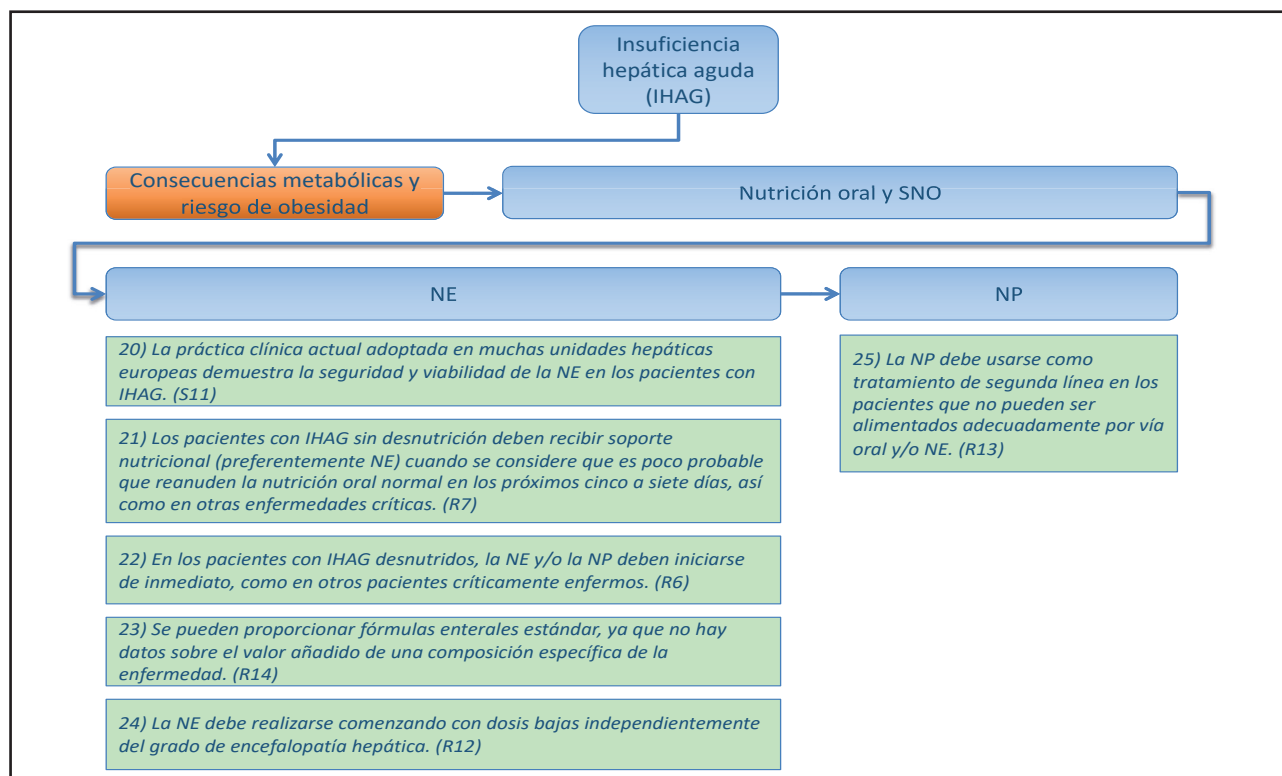 Insuficiencia
hepática aguda
(IHAG)
Consecuencias metabólicas y
riesgo de obesidad
Nutrición oral y SNO
NE
NP
20) La práctica clínica actual adoptada en muchas unidades hepáticas
europeas demuestra la seguridad y viabilidad de la NE en los pacientes con
IHAG. (S11)
21) Los pacientes con IHAG sin desnutrición deben recibir soporte
nutricional (preferentemente NE) cuando se considere que es poco probable
que reanuden la nutrición oral normal en los próximos cinco a siete días, así
como en otras enfermedades críticas. (R7)
22) En los pacientes con IHAG desnutridos, la NE y/o la NP deben iniciarse
de inmediato, como en otros pacientes críticamente enfermos. (R6)
23) Se pueden proporcionar fórmulas enterales estándar, ya que no hay
datos sobre el valor añadido de una composición específica de la
enfermedad. (R14)
24) La NE debe realizarse comenzando con dosis bajas independientemente
del grado de encefalopatía hepática. (R12)
25) La NP debe usarse como
tratamiento de segunda línea en los
pacientes que no pueden ser
alimentados adecuadamente por vía
oral y/o NE. (R13)